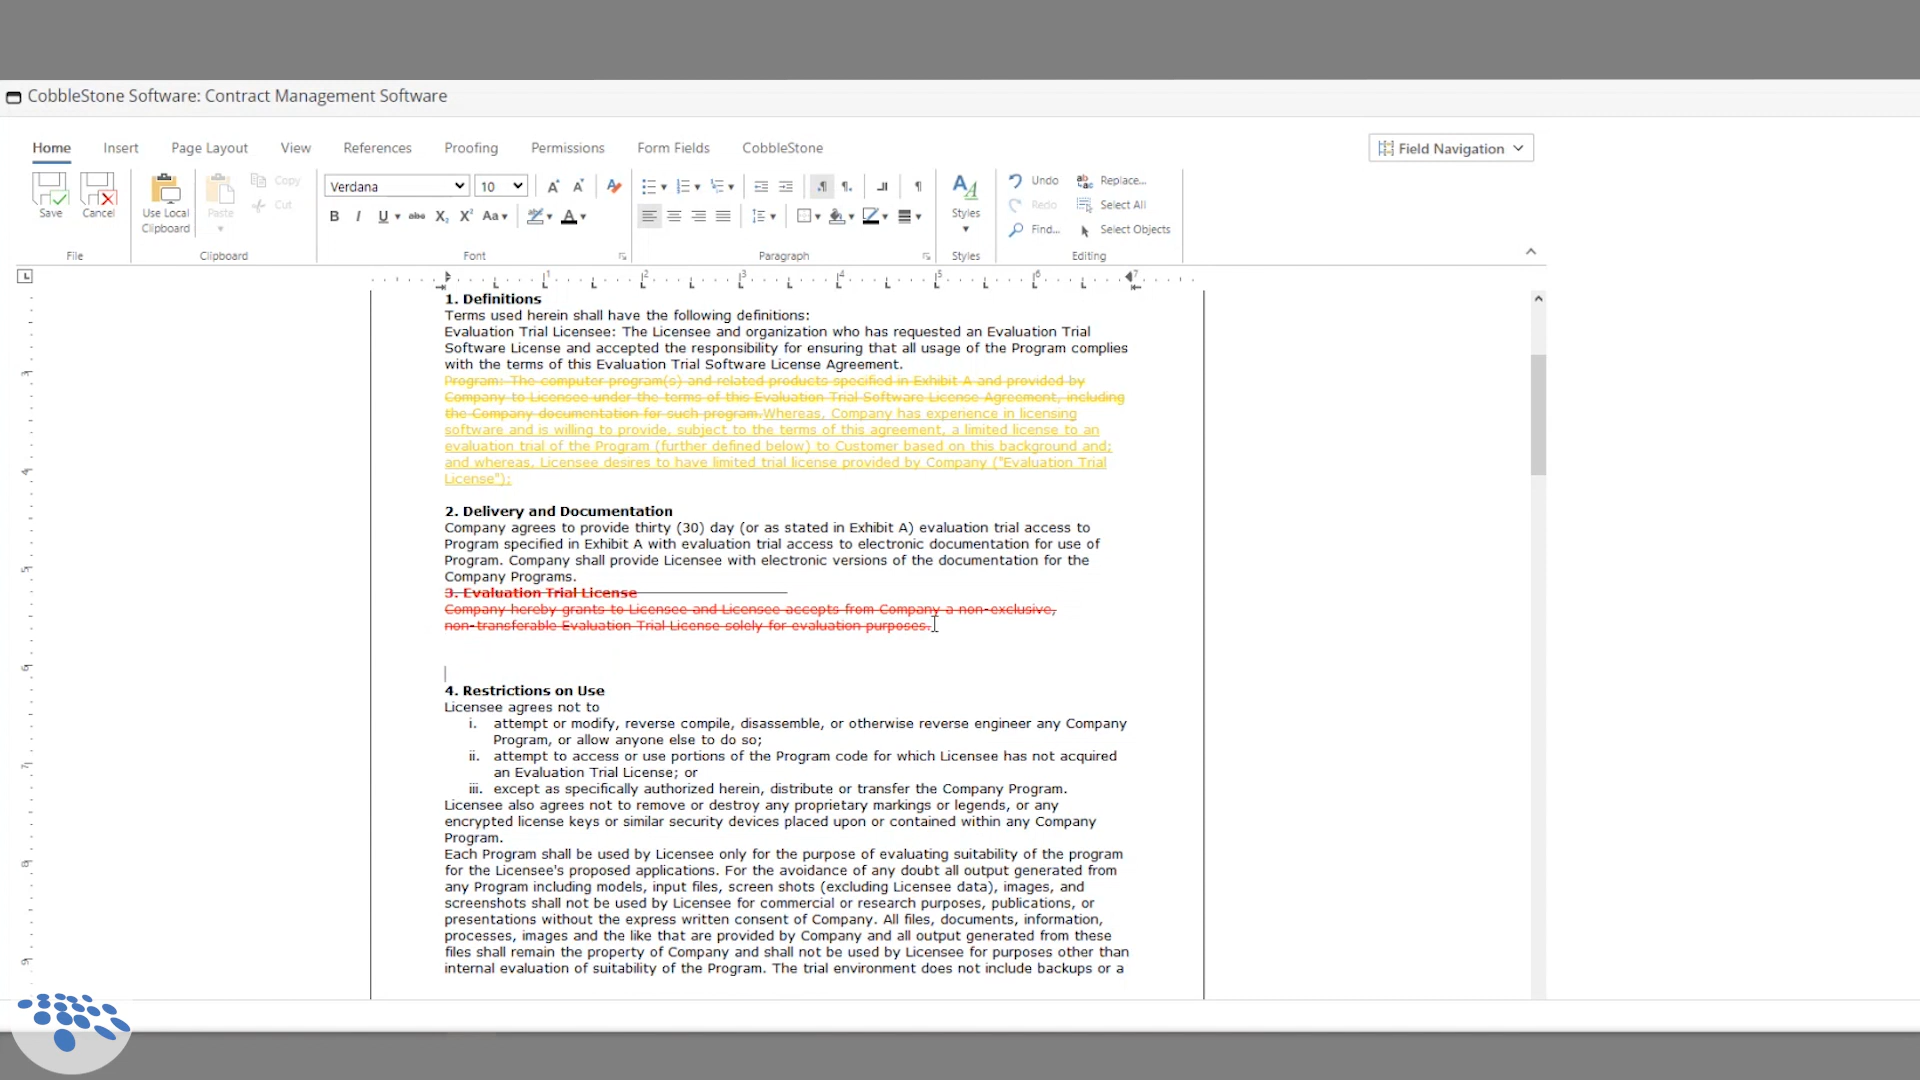 CobbleStone Software: Contract Management Software
Home Insert Page Layout View References Proofing Permissions Form Fields CobbleStone Field Navigation
Save Cancel Use Local Clipboard Paste Copy Cut Verdana 10 Styles Undo Redo Find... Replace... Select All Select Objects
B I U abc X₂ X² Aa A
File Clipboard Font Paragraph Styles Editing
L 1 2 3 4 5 6 7
1. Definitions
Terms used herein shall have the following definitions:
Evaluation Trial Licensee: The Licensee and organization who has requested an Evaluation Trial
Software License and accepted the responsibility for ensuring that all usage of the Program complies
with the terms of this Evaluation Trial Software License Agreement.
Program: The computer program(s) and related products specified in Exhibit A and provided by
Company to Licensee under the terms of this Evaluation Trial Software License Agreement, including
the Company documentation for such program.Whereas, Company has experience in licensing
software and is willing to provide, subject to the terms of this agreement, a limited license to an
evaluation trial of the Program (further defined below) to Customer based on this background and;
and whereas, Licensee desires to have limited trial license provided by Company ("Evaluation Trial
License");
2. Delivery and Documentation
Company agrees to provide thirty (30) day (or as stated in Exhibit A) evaluation trial access to
Program specified in Exhibit A with evaluation trial access to electronic documentation for use of
Program. Company shall provide Licensee with electronic versions of the documentation for the
Company Programs.
3. Evaluation Trial License
Company hereby grants to Licensee and Licensee accepts from Company a non-exclusive,
non-transferable Evaluation Trial License solely for evaluation purposes.
4. Restrictions on Use
Licensee agrees not to
i. attempt or modify, reverse compile, disassemble, or otherwise reverse engineer any Company
Program, or allow anyone else to do so;
ii. attempt to access or use portions of the Program code for which Licensee has not acquired
an Evaluation Trial License; or
iii. except as specifically authorized herein, distribute or transfer the Company Program.
Licensee also agrees not to remove or destroy any proprietary markings or legends, or any
encrypted license keys or similar security devices placed upon or contained within any Company
Program.
Each Program shall be used by Licensee only for the purpose of evaluating suitability of the program
for the Licensee's proposed applications. For the avoidance of any doubt all output generated from
any Program including models, input files, screen shots (excluding Licensee data), images, and
screenshots shall not be used by Licensee for commercial or research purposes, publications, or
presentations without the express written consent of Company. All files, documents, information,
processes, images and the like that are provided by Company and all output generated from these
files shall remain the property of Company and shall not be used by Licensee for purposes other than
internal evaluation of suitability of the Program. The trial environment does not include backups or a